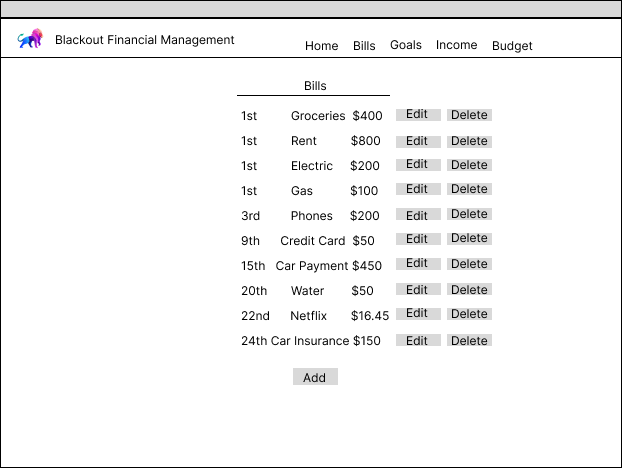 Blackout Financial Management Home Bills Goals Income Budget
Bills
1st Groceries $400 Edit Delete
1st Rent $800 Edit Delete
1st Electric $200 Edit Delete
1st Gas $100 Edit Delete
3rd Phones $200 Edit Delete
9th Credit Card $50 Edit Delete
15th Car Payment $450 Edit Delete
20th Water $50 Edit Delete
22nd Netflix $16.45 Edit Delete
24th Car Insurance $150 Edit Delete
Add